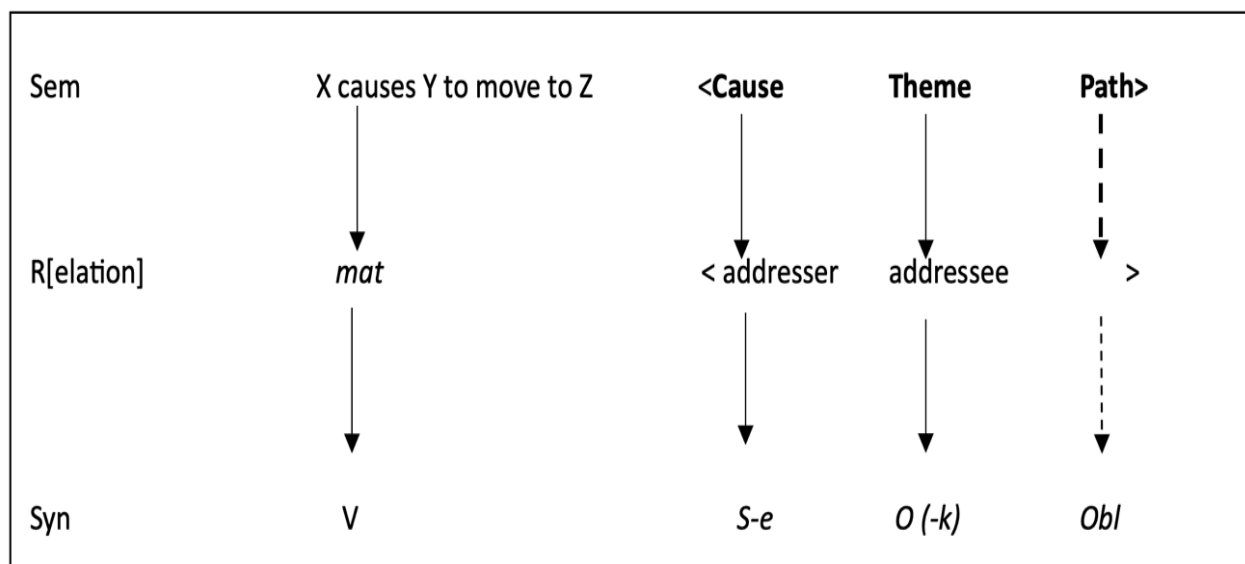 Sem X causes Y to move to Z <Cause Theme Path>
R[elation] mat < addresser addressee >
Syn V S-e O (-k) Obl